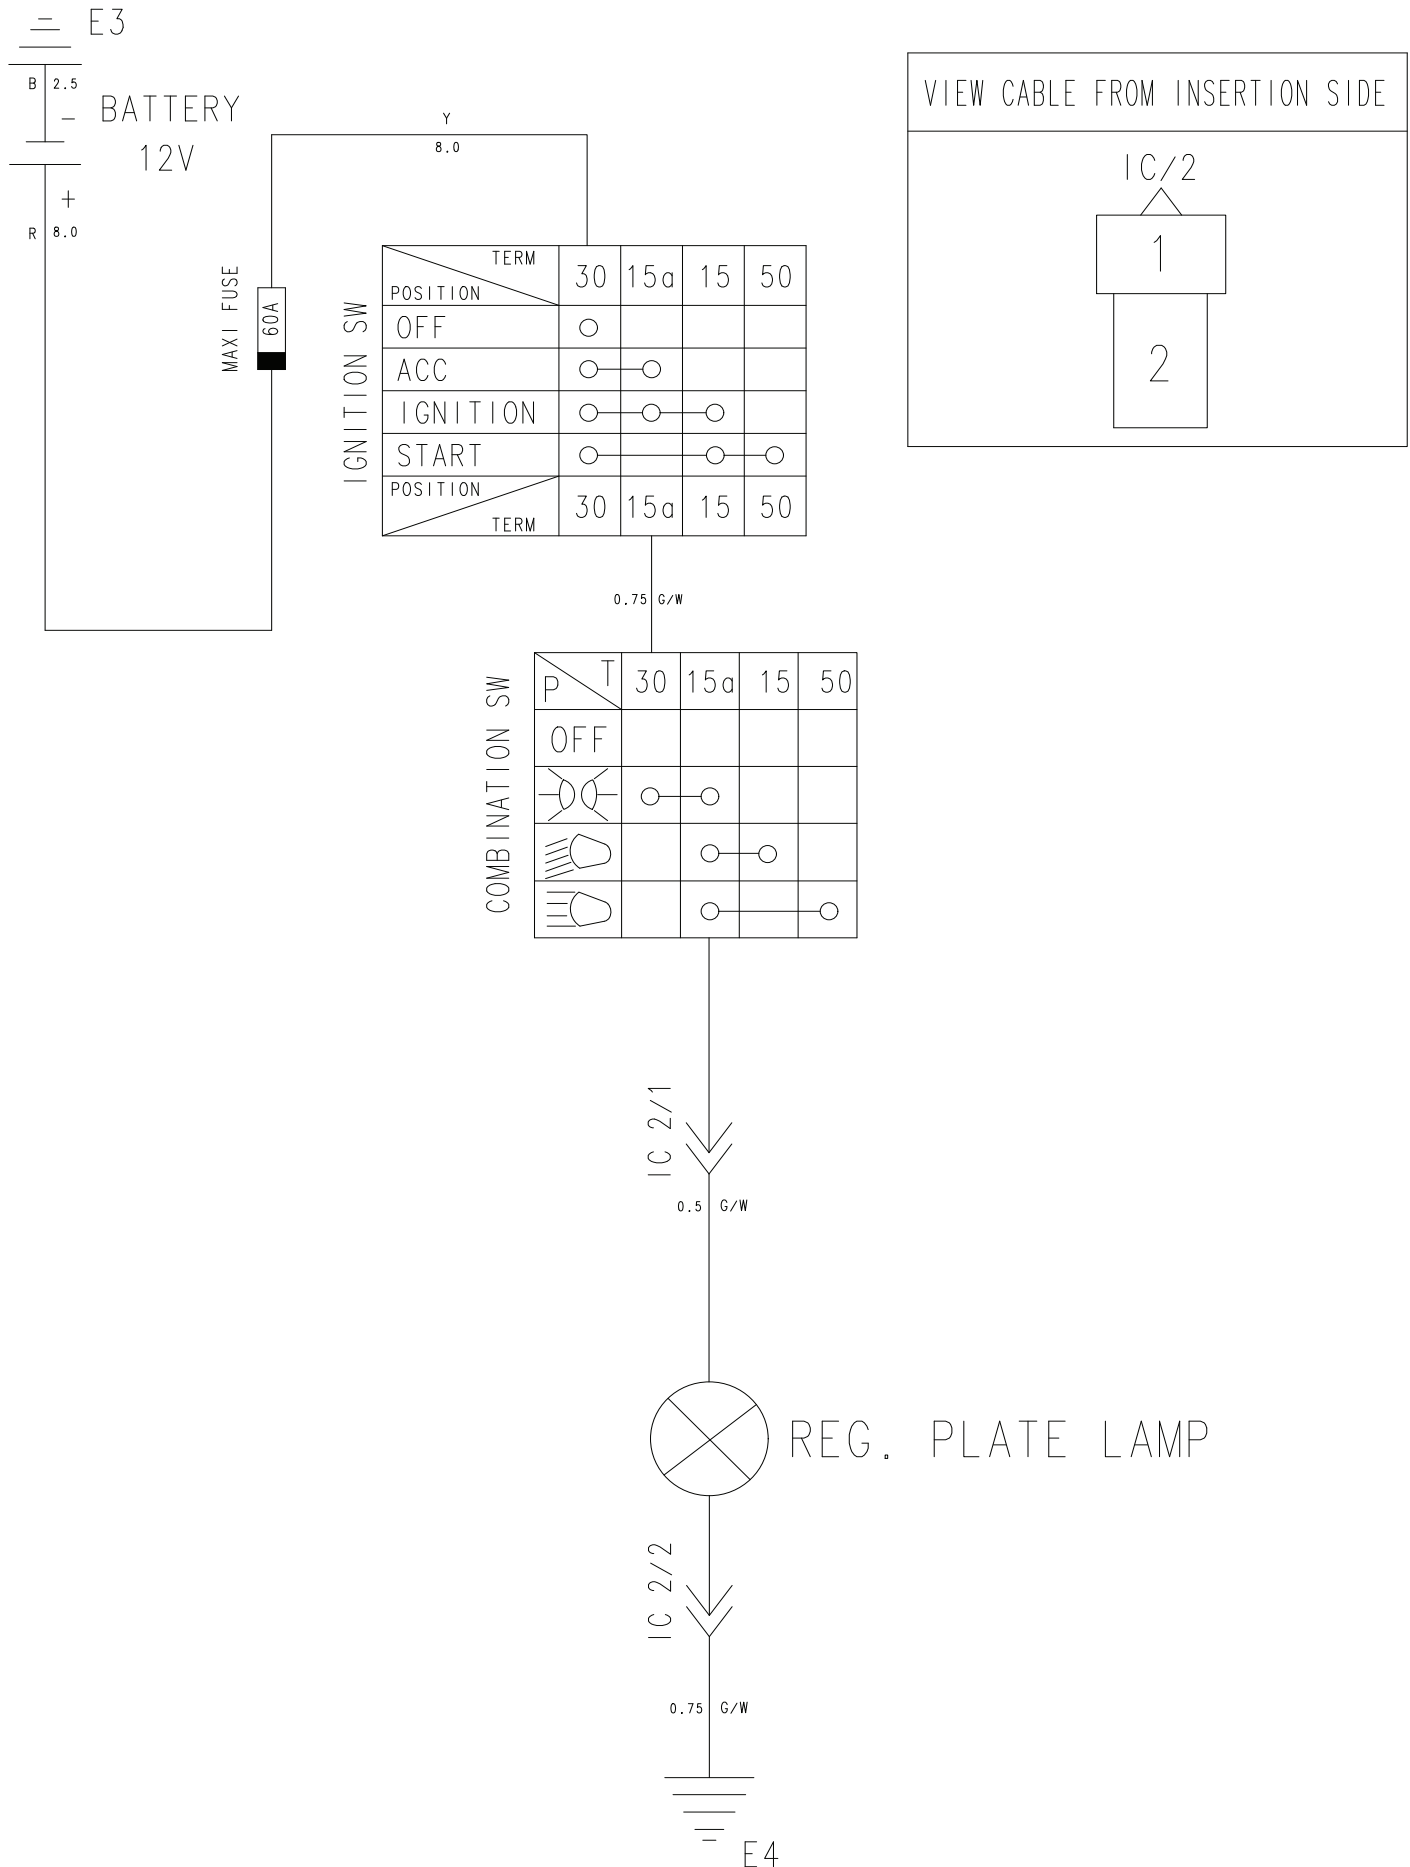 E3
B 2.5
BATTERY
12V
-
+
R 8.0
Y
8.0
MAXI FUSE
60A
IGNITION SW
TERM
POSITION
30 15a 15 50
OFF
ACC
IGNITION
START
POSITION
TERM
30 15a 15 50
0.75 G/W
COMBINATION SW
P T 30 15a 15 50
OFF
IC 2/1
0.5 G/W
REG. PLATE LAMP
IC 2/2
0.75 G/W
E4
VIEW CABLE FROM INSERTION SIDE
IC/2
1
2